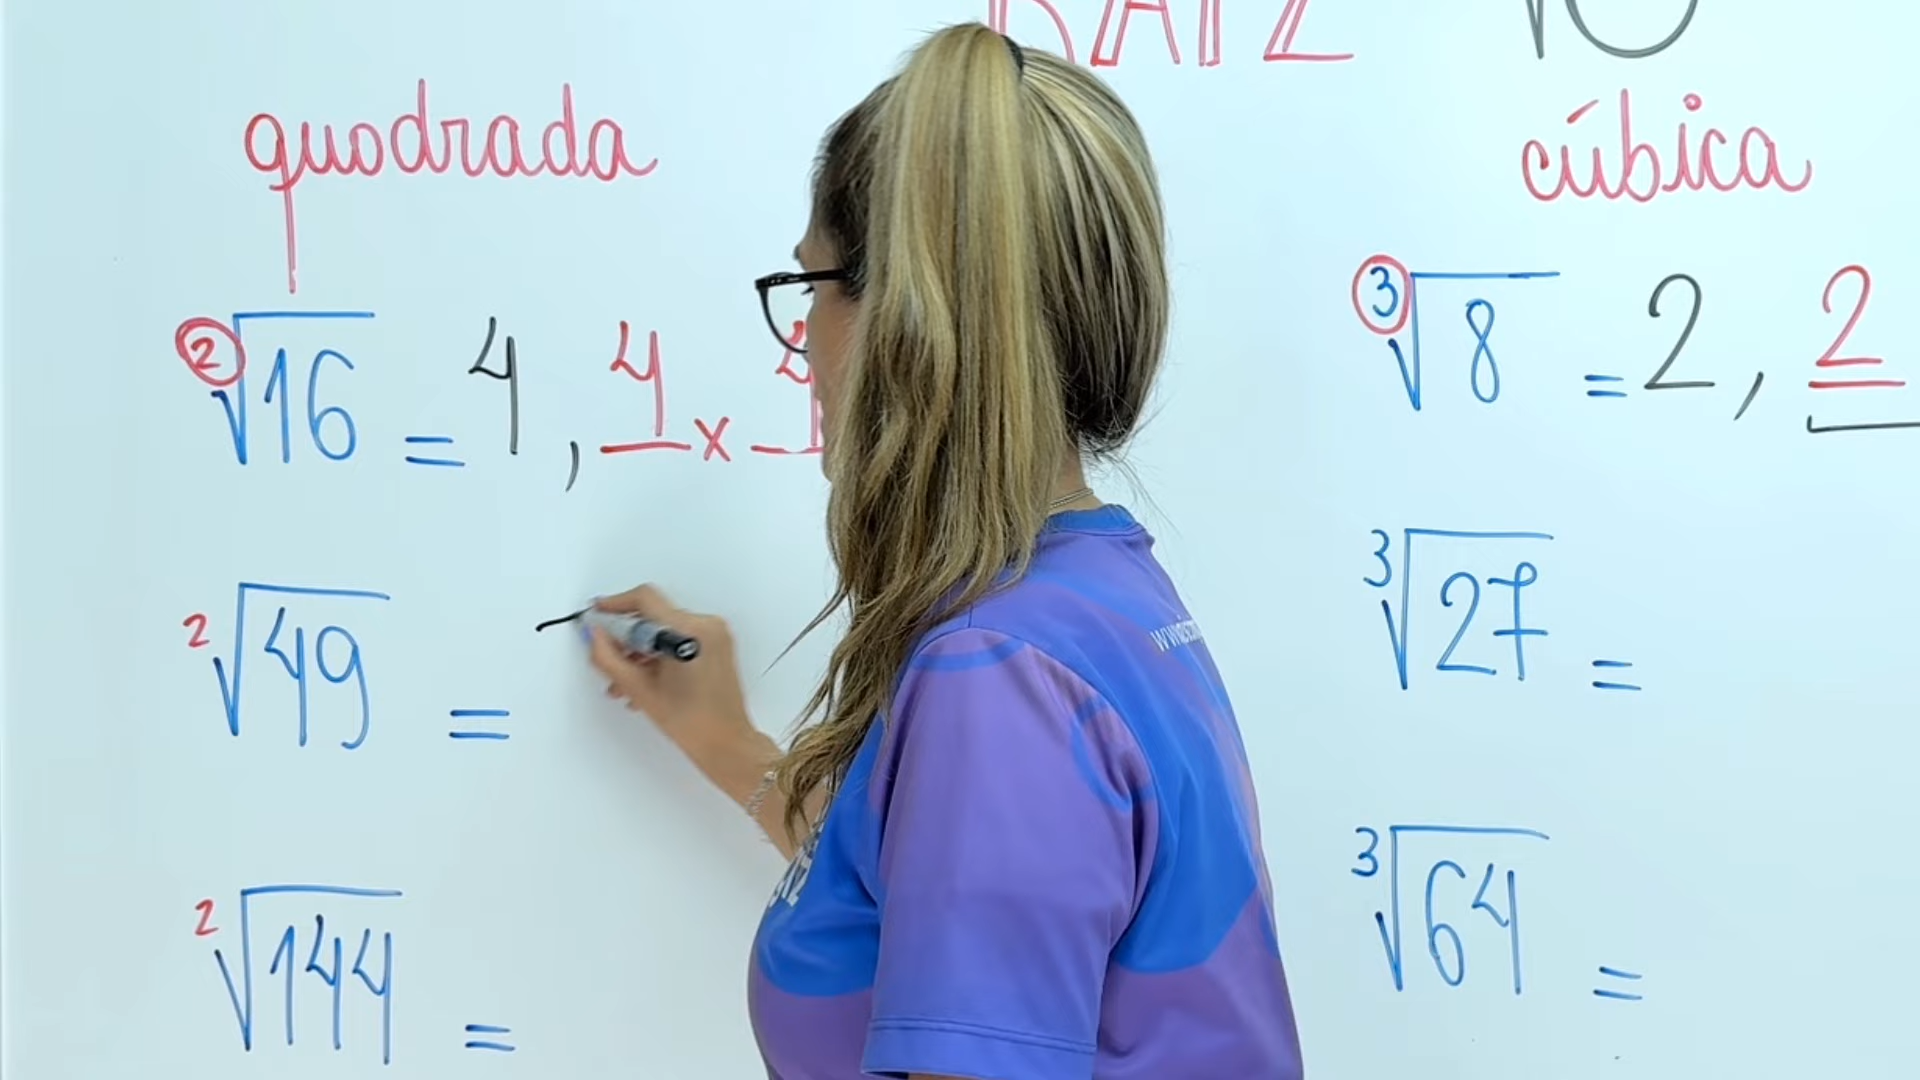 RAIZ
quadrada
cúbica
²√16 = 4, 4 x 4
³√8 = 2, 2
²√49 =
³√27 =
²√144 =
³√64 =